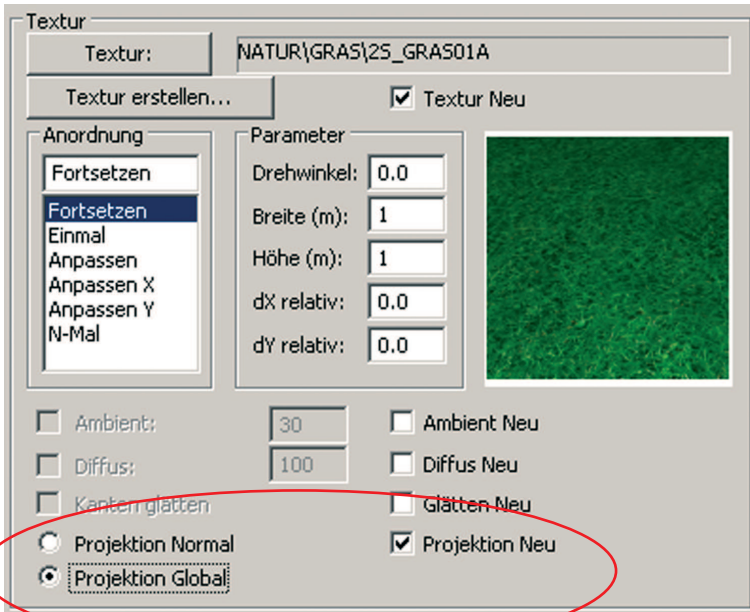 Textur
Textur: NATUR\GRAS\2S_GRAS01A
Textur erstellen... Textur Neu
Anordnung
Fortsetzen
Fortsetzen
Einmal
Anpassen
Anpassen X
Anpassen Y
N-Mal
Parameter
Drehwinkel: 0.0
Breite (m): 1
Höhe (m): 1
dX relativ: 0.0
dY relativ: 0.0
Ambient: 30 Ambient Neu
Diffus: 100 Diffus Neu
Kanten glätten Glätten Neu
Projektion Normal Projektion Neu
Projektion Global